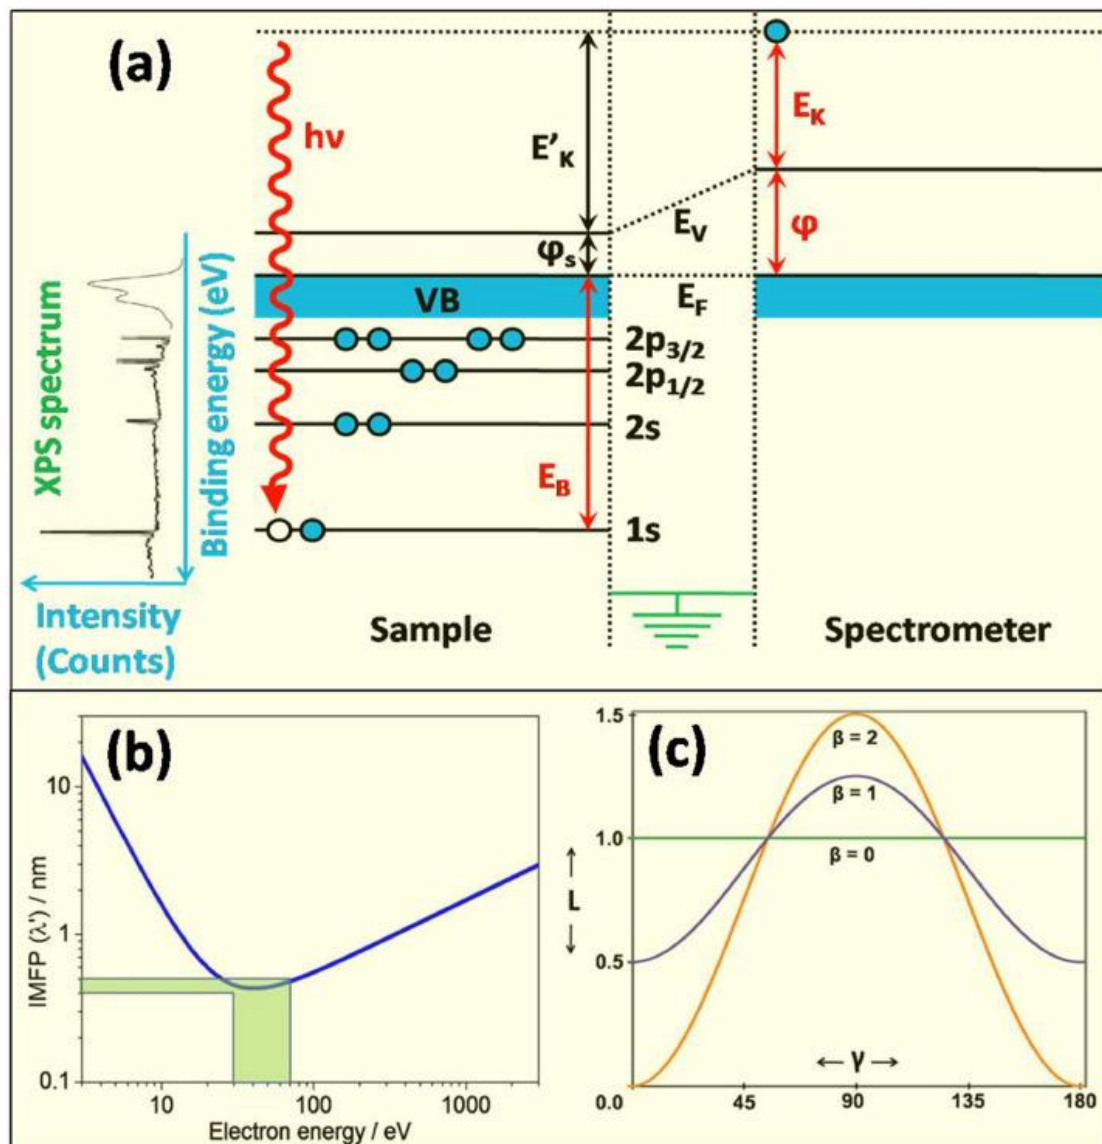 (a)
hν
E'K
EK
EV
φs
φ
VB
EF
2p3/2
2p1/2
2s
EB
1s
XPS spectrum
Binding energy (eV)
Intensity
(Counts)
Sample
Spectrometer
(b)
10
1
0.1
IMFP (λ') / nm
10
100
1000
Electron energy / eV
(c)
1.5
β = 2
β = 1
1.0
β = 0
L
0.5
γ
0.0
45
90
135
180